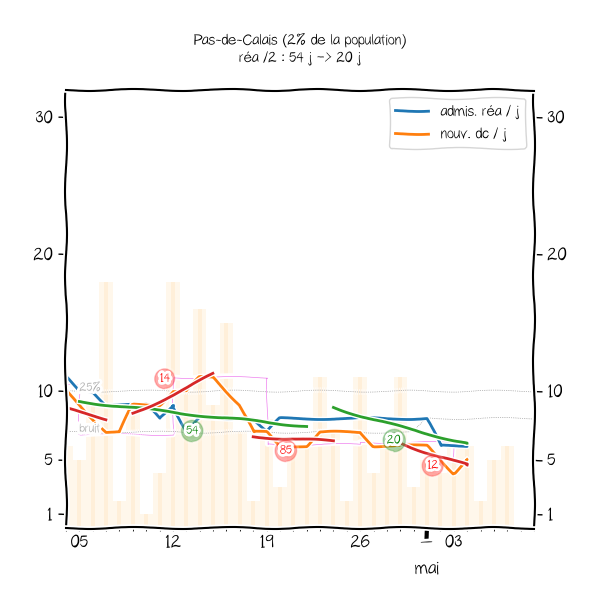 Pas-de-Calais (2% de la population)
réa /2 : 54 j -> 20 j
admis. réa / j
nouv. dc / j
30 30
20 20
10 10
5 5
1 1
25%
bruit
14
54
85
20
12
05 12 19 26 03
mai